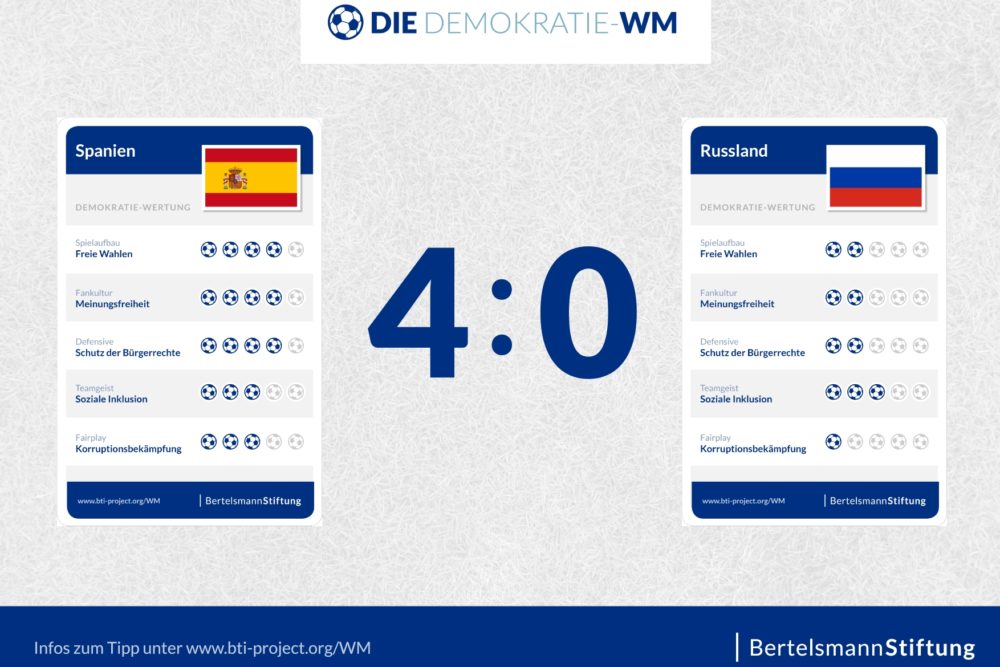 DIE DEMOKRATIE-WM
Spanien
DEMOKRATIE-WERTUNG
Spielaufbau
Freie Wahlen
Fankultur
Meinungsfreiheit
Defensive
Schutz der Bürgerrechte
Teamgeist
Soziale Inklusion
Fairplay
Korruptionsbekämpfung
www.bti-project.org/WM
BertelsmannStiftung
4:0
Russland
DEMOKRATIE-WERTUNG
Spielaufbau
Freie Wahlen
Fankultur
Meinungsfreiheit
Defensive
Schutz der Bürgerrechte
Teamgeist
Soziale Inklusion
Fairplay
Korruptionsbekämpfung
www.bti-project.org/WM
BertelsmannStiftung
Infos zum Tipp unter www.bti-project.org/WM
BertelsmannStiftung